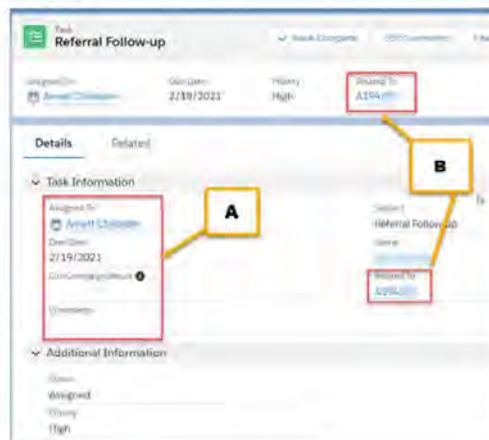 Task
Referral Follow-up
Mark Complete
Assigned To
Due Date
Priority
Related To
2/19/2021
High
A194
B
Details
Related
Task Information
A
Assigned To
Subject
Referral Follow-up
Due Date
Name
2/19/2021
Related To
Comments
Additional Information
Status
Assigned
Priority
High